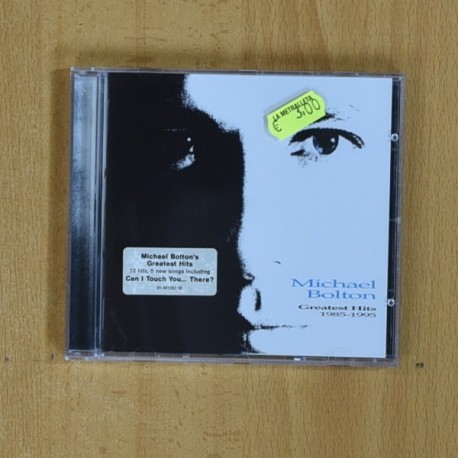 LA METRALLETA
€ 3,00
Michael Bolton's
Greatest Hits
12 hits, 5 new songs including
Can I Touch You... There?
Michael
Bolton
Greatest Hits
1985-1995